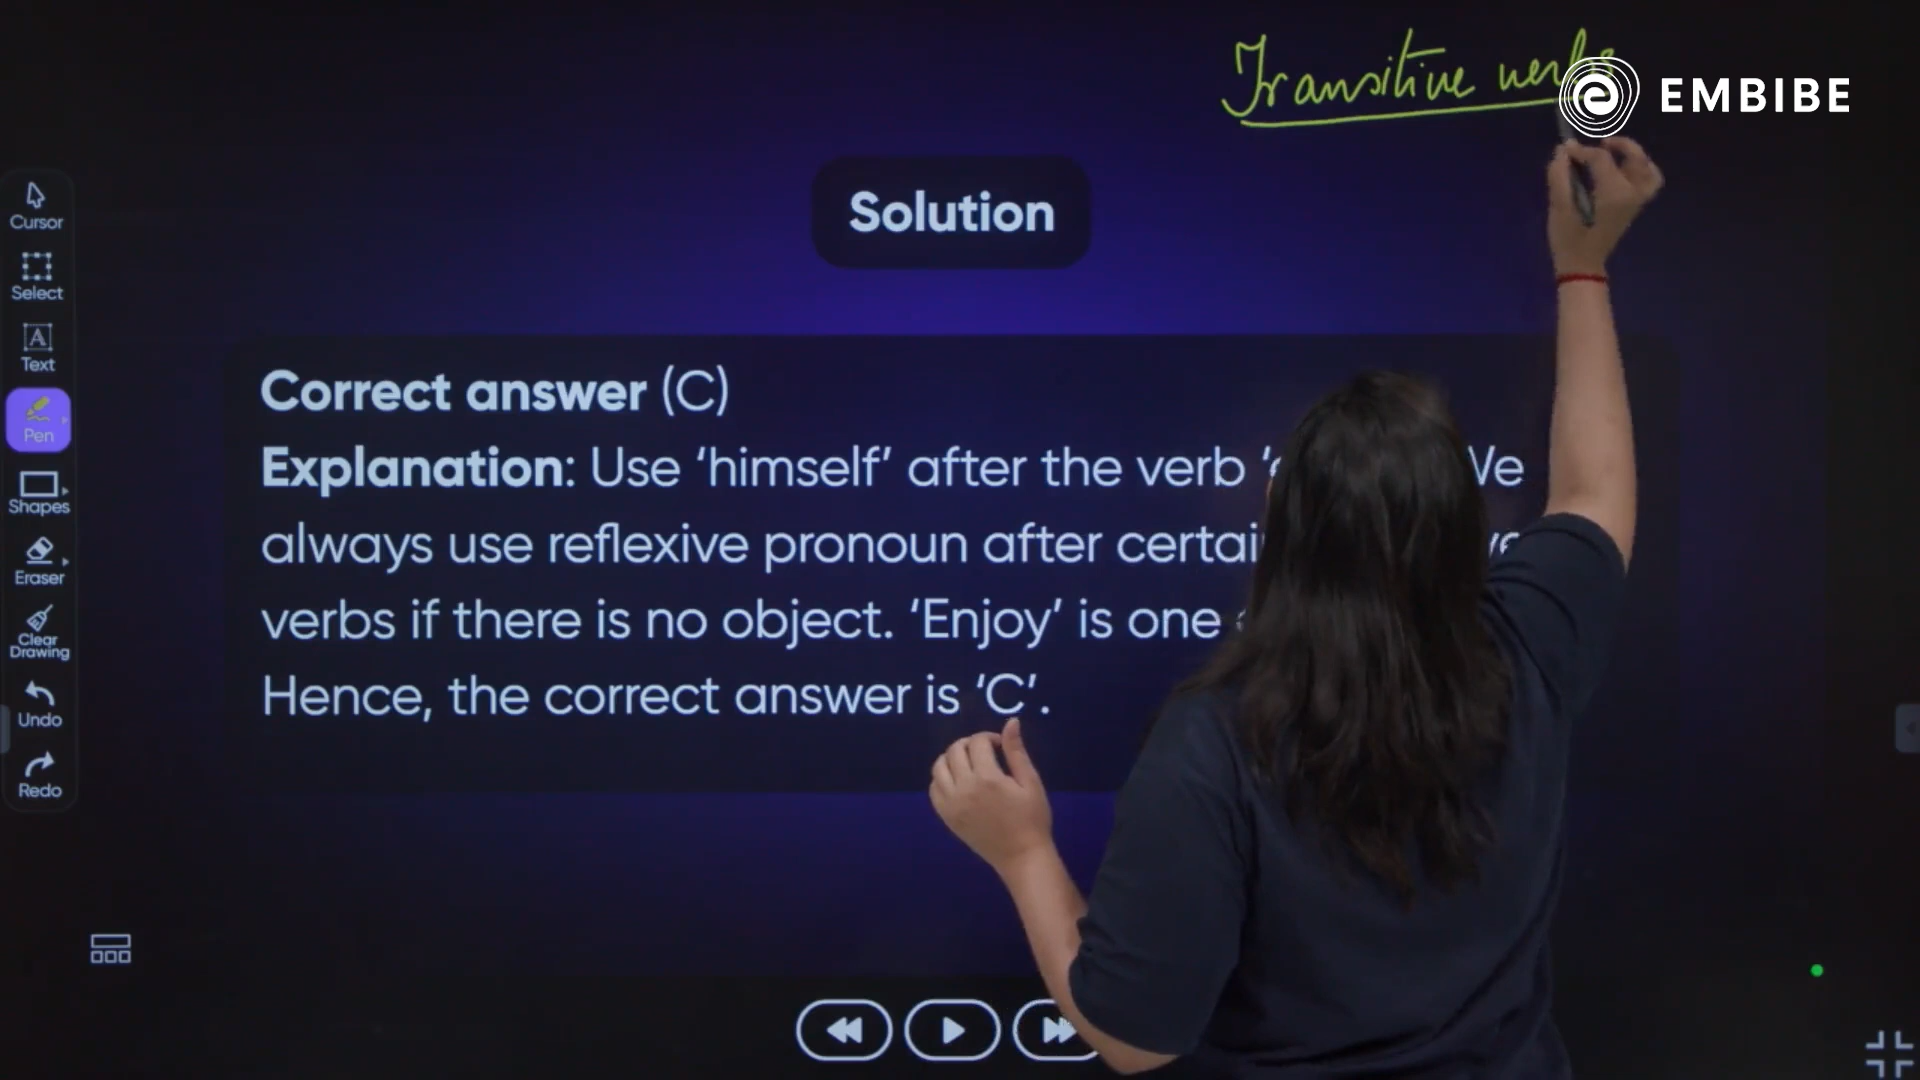 Transitive verbs
EMBIBE
Solution
Cursor
Select
Text
Pen
Shapes
Eraser
Clear
Drawing
Undo
Redo
Correct answer (C)
Explanation: Use ‘himself’ after the verb
always use reflexive pronoun after
verbs if there is no object. ‘Enjoy’ is one
Hence, the correct answer is ‘C’.